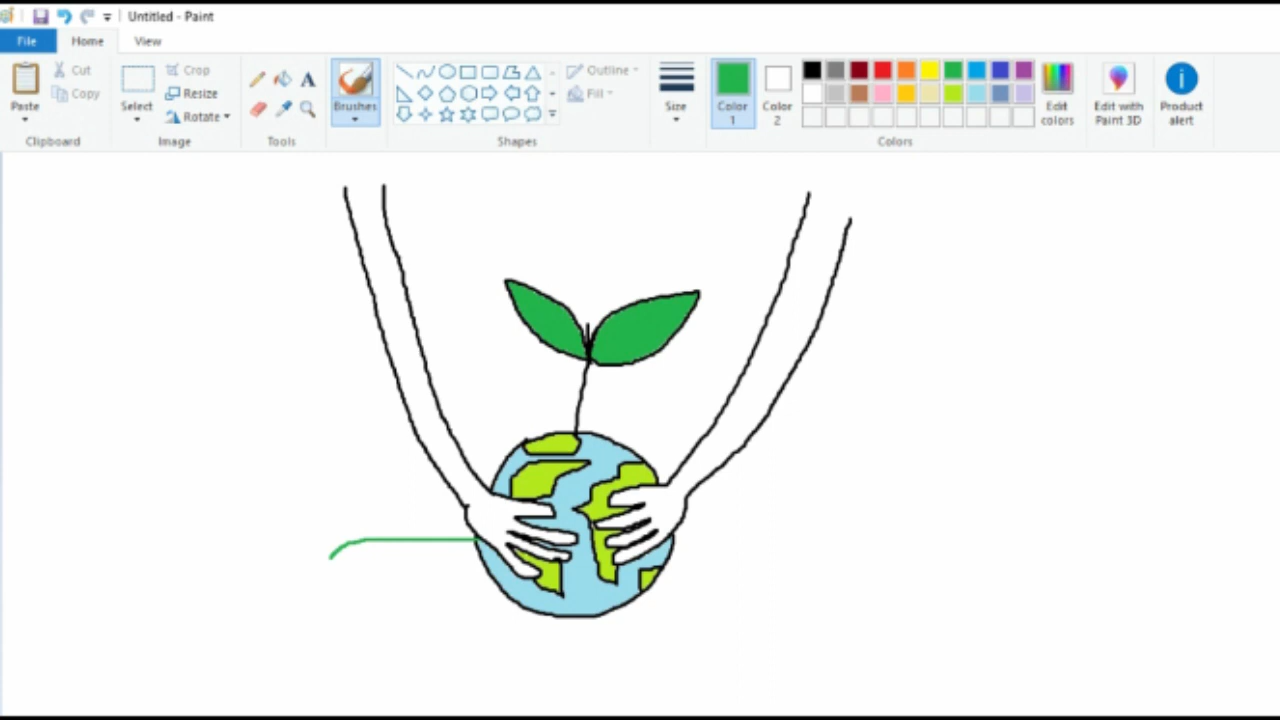 Untitled - Paint
File Home View
Cut Crop Outline
Copy Resize Fill
Paste Select Rotate Brushes Size Color Color Edit Edit with Product
1 2 colors Paint 3D alert
Clipboard Image Tools Shapes Colors
A